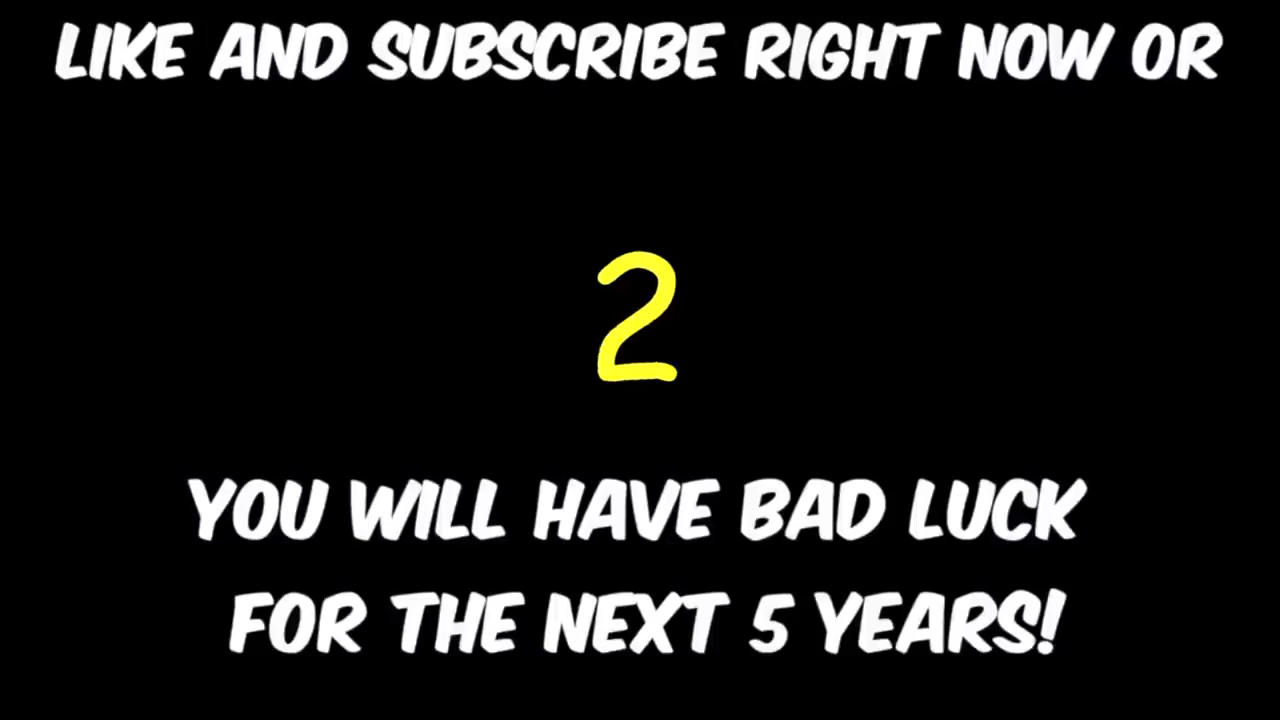 LIKE AND SUBSCRIBE RIGHT NOW OR
2
YOU WILL HAVE BAD LUCK
FOR THE NEXT 5 YEARS!